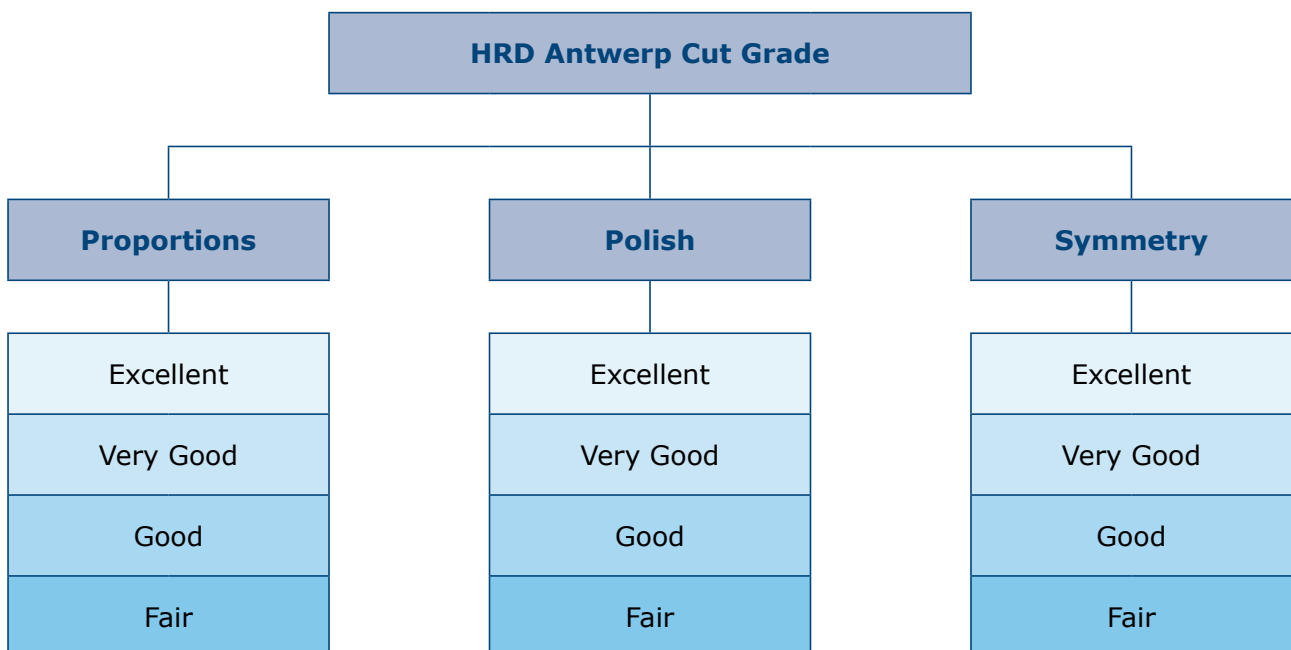 HRD Antwerp Cut Grade
Proportions
Polish
Symmetry
Excellent
Excellent
Excellent
Very Good
Very Good
Very Good
Good
Good
Good
Fair
Fair
Fair